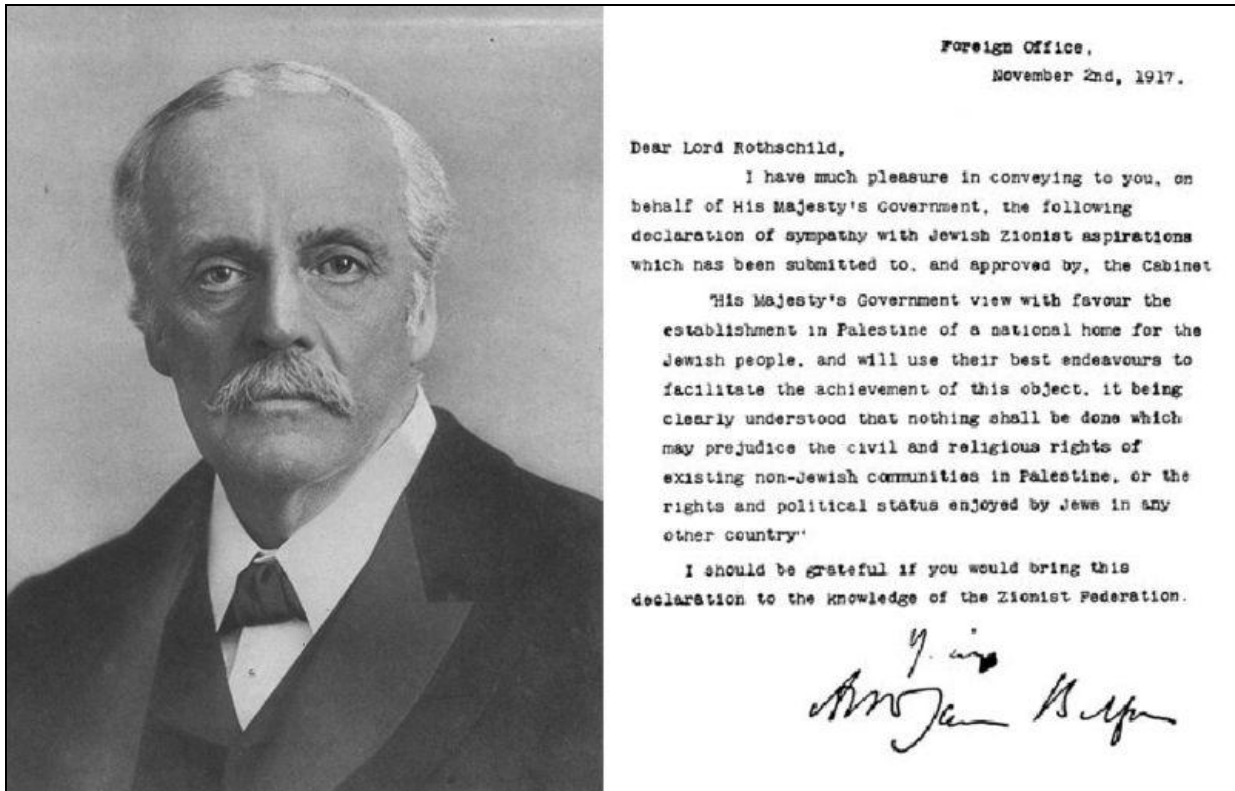 Foreign Office,
November 2nd, 1917.
Dear Lord Rothschild,
I have much pleasure in conveying to you, on
behalf of His Majesty's Government, the following
declaration of sympathy with Jewish Zionist aspirations
which has been submitted to, and approved by, the Cabinet
"His Majesty's Government view with favour the
establishment in Palestine of a national home for the
Jewish people, and will use their best endeavours to
facilitate the achievement of this object, it being
clearly understood that nothing shall be done which
may prejudice the civil and religious rights of
existing non-Jewish communities in Palestine, or the
rights and political status enjoyed by Jews in any
other country"
I should be grateful if you would bring this
declaration to the knowledge of the Zionist Federation.